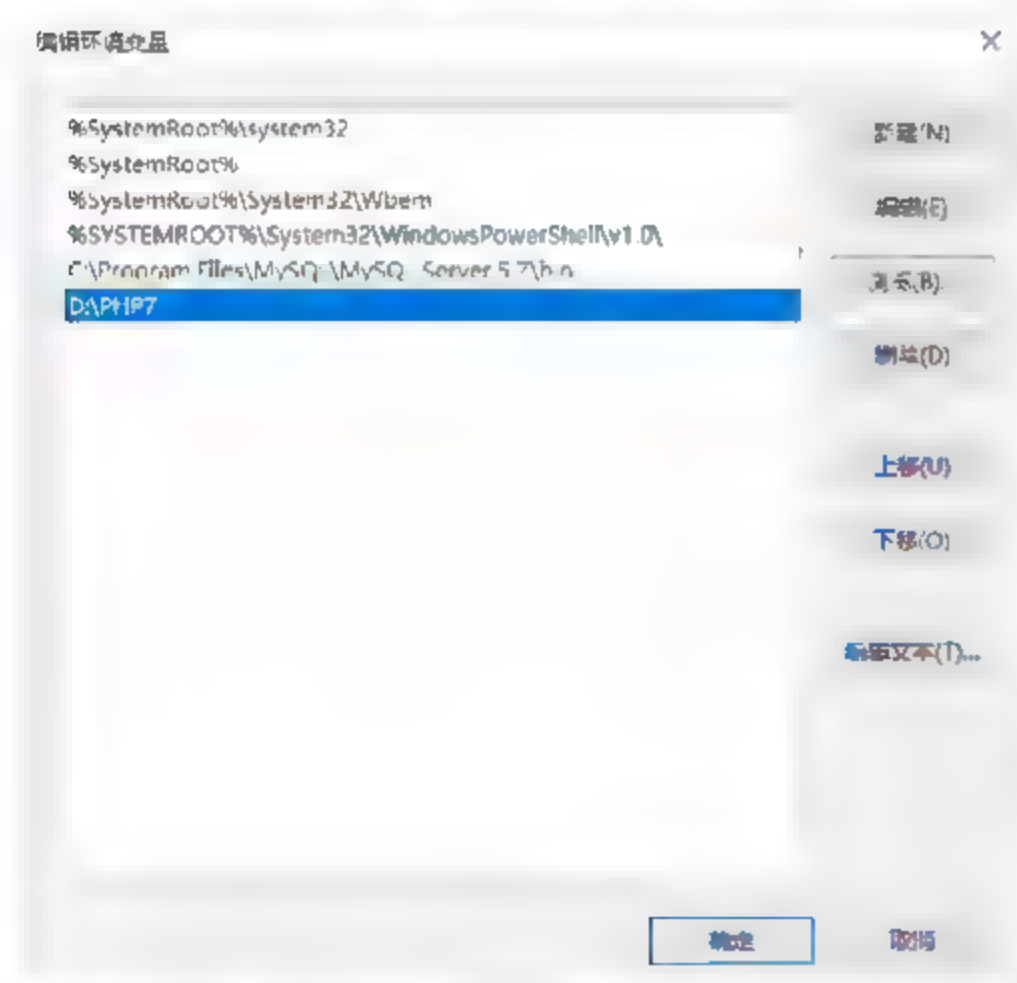 编辑环境变量
%SystemRoot%\system32
%SystemRoot%
%SystemRoot%\System32\Wbem
%SYSTEMROOT%\System32\WindowsPowerShell\v1.0\
C:\Program Files\MySQL\MySQL Server 5.7\bin
D:\PHP7
新建(N)
编辑(E)
浏览(B)...
删除(D)
上移(U)
下移(O)
编辑文本(T)...
确定
取消